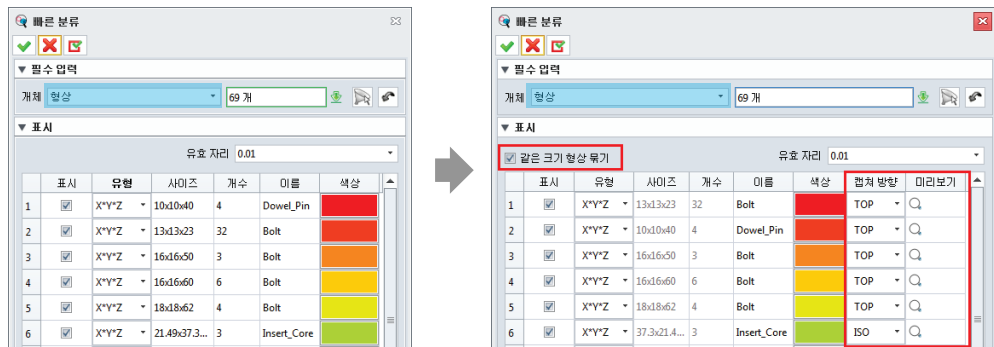 빠른 분류
필수 입력
개체 형상 69 개
표시
유효 자리 0.01
표시 유형 사이즈 개수 이름 색상
1 X*Y*Z 10x10x40 4 Dowel_Pin
2 X*Y*Z 13x13x23 32 Bolt
3 X*Y*Z 16x16x50 3 Bolt
4 X*Y*Z 16x16x60 6 Bolt
5 X*Y*Z 18x18x62 4 Bolt
6 X*Y*Z 21.49x37.3... 3 Insert_Core
빠른 분류
필수 입력
개체 형상 69 개
표시
같은 크기 형상 묶기 유효 자리 0.01
표시 유형 사이즈 개수 이름 색상 캡쳐 방향 미리보기
1 X*Y*Z 13x13x23 32 Bolt TOP
2 X*Y*Z 10x10x40 4 Dowel_Pin TOP
3 X*Y*Z 16x16x50 3 Bolt TOP
4 X*Y*Z 16x16x60 6 Bolt TOP
5 X*Y*Z 18x18x62 4 Bolt TOP
6 X*Y*Z 37.3x21.4... 3 Insert_Core ISO